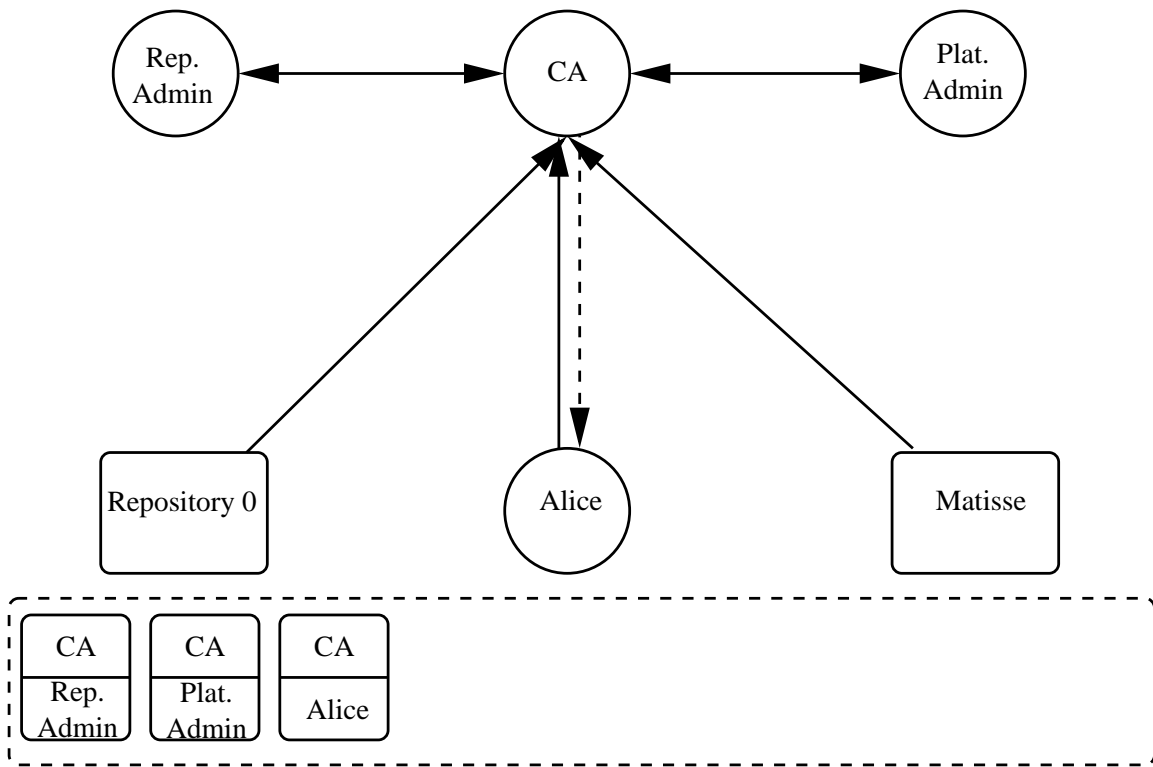 Rep.
Admin
CA
Plat.
Admin
Repository 0
Alice
Matisse
CA
Rep.
Admin
CA
Plat.
Admin
CA
Alice